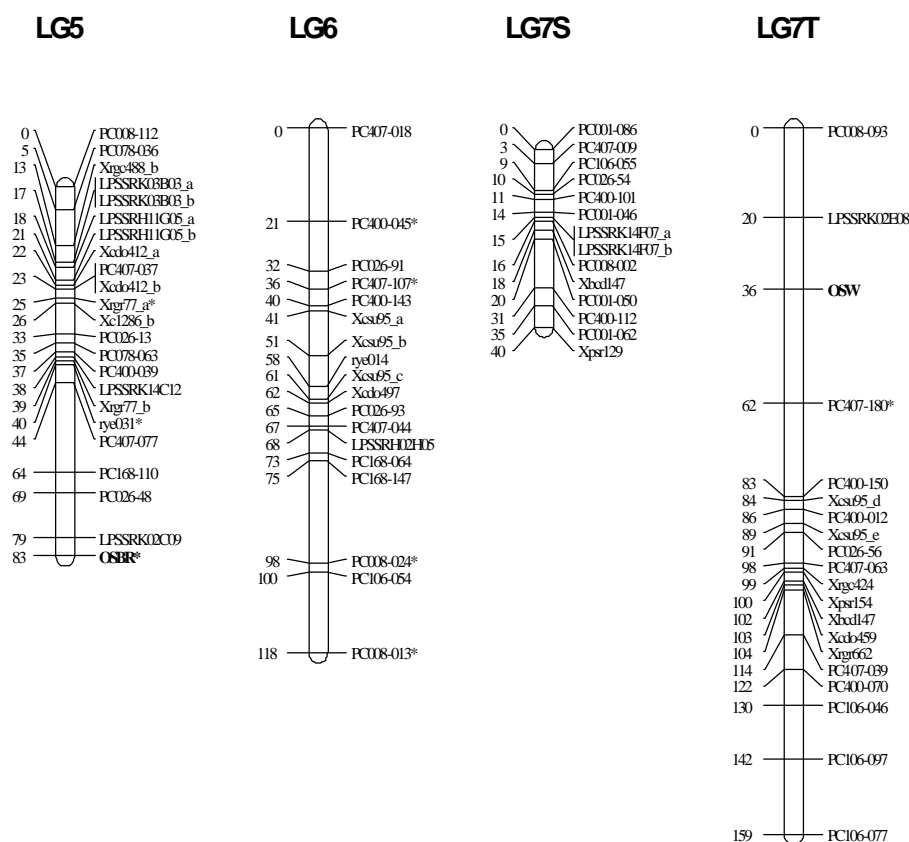 LG5
0 PC008-112
5 PC078-036
13 Xrgc488_b
17 LPSSRK03B03_a
LPSSRK03B03_b
18 LPSSRH11G05_a
21 LPSSRH11G05_b
22 Xcdo412_a
23 PC407-037
Xcdo412_b
25 Xrgr77_a*
26 Xc1286_b
33 PC026-13
35 PC078-063
37 PC400-039
38 LPSSRK14C12
39 Xrgr77_b
40 rye031*
44 PC407-077
64 PC168-110
69 PC026-48
79 LPSSRK02C09
83 OSBR*
LG6
0 PC407-018
21 PC400-045*
32 PC026-91
36 PC407-107*
40 PC400-143
41 Xcsu95_a
51 Xcsu95_b
58 rye014
61 Xcsu95_c
62 Xcdo497
65 PC026-93
67 PC407-044
68 LPSSRH02H05
73 PC168-064
75 PC168-147
98 PC008-024*
100 PC106-054
118 PC008-013*
LG7S
0 PC001-086
3 PC407-009
9 PC106-055
10 PC026-54
11 PC400-101
14 PC001-046
15 LPSSRK14F07_a
LPSSRK14F07_b
16 PC008-002
18 Xbcd147
20 PC001-050
31 PC400-112
35 PC001-062
40 Xpsr129
LG7T
0 PC008-093
20 LPSSRK02E08
36 OSW
62 PC407-180*
83 PC400-150
84 Xcsu95_d
86 PC400-012
89 Xcsu95_e
91 PC026-56
98 PC407-063
99 Xrgc424
100 Xpsr154
102 Xbcd147
103 Xcdo459
104 Xrgr662
114 PC407-039
122 PC400-070
130 PC106-046
142 PC106-097
159 PC106-077